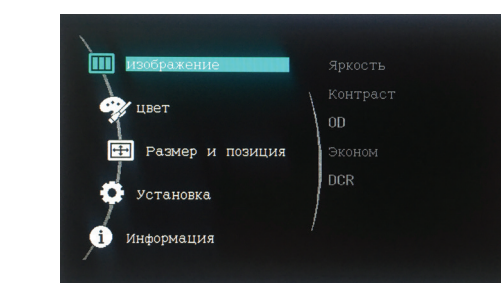 изображение
цвет
Размер и позиция
Установка
Информация
Яркость
Контраст
OD
Эконом
DCR